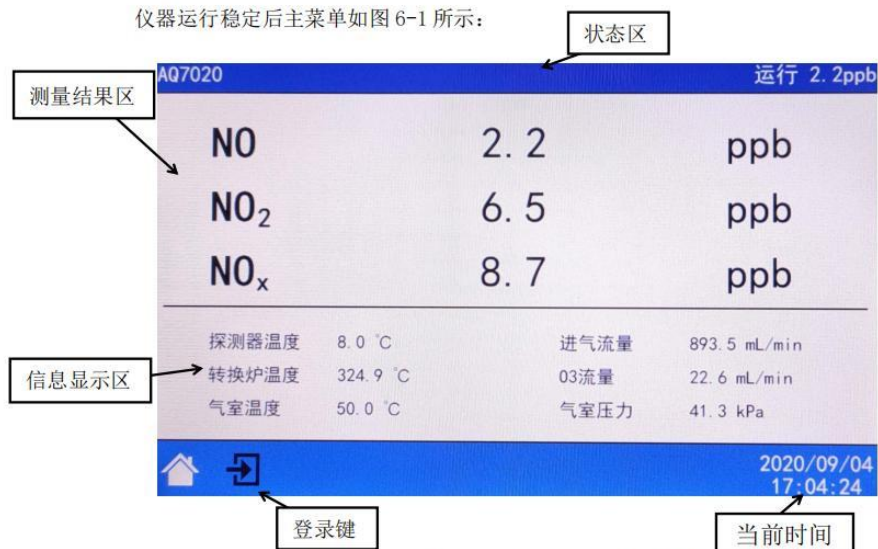 仪器运行稳定后主菜单如图 6-1 所示：
状态区
测量结果区
AQ7020 运行 2.2ppb
NO 2.2 ppb
NO₂ 6.5 ppb
NOₓ 8.7 ppb
信息显示区
探测器温度 8.0 ℃ 进气流量 893.5 mL/min
转换炉温度 324.9 ℃ O3流量 22.6 mL/min
气室温度 50.0 ℃ 气室压力 41.3 kPa
2020/09/04
17:04:24
登录键
当前时间